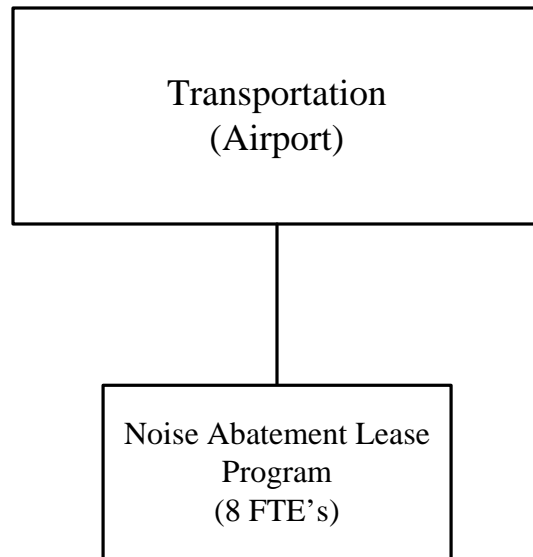 Transportation
(Airport)
Noise Abatement Lease
Program
(8 FTE’s)